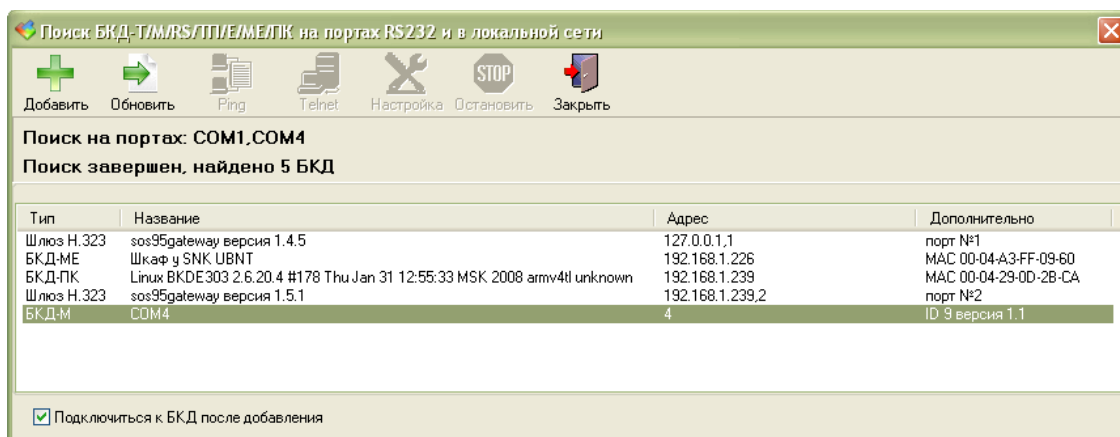 Поиск БКД-Т/М/RS/ТП/Е/МЕ/ПК на портах RS232 и в локальной сети
Добавить Обновить Ping Telnet Настройка STOP Остановить Закрыть
Поиск на портах: COM1,COM4
Поиск завершен, найдено 5 БКД
Тип Название Адрес Дополнительно
Шлюз H.323 sos95gateway версия 1.4.5 127.0.0.1,1 порт №1
БКД-МЕ Шкаф у SNK UBNT 192.168.1.226 MAC 00-04-A3-FF-09-60
БКД-ПК Linux BKDE303 2.6.20.4 #178 Thu Jan 31 12:55:33 MSK 2008 armv4tl unknown 192.168.1.239 MAC 00-04-29-0D-2B-CA
Шлюз H.323 sos95gateway версия 1.5.1 192.168.1.239,2 порт №2
БКД-М COM4 4 ID 9 версия 1.1
Подключиться к БКД после добавления